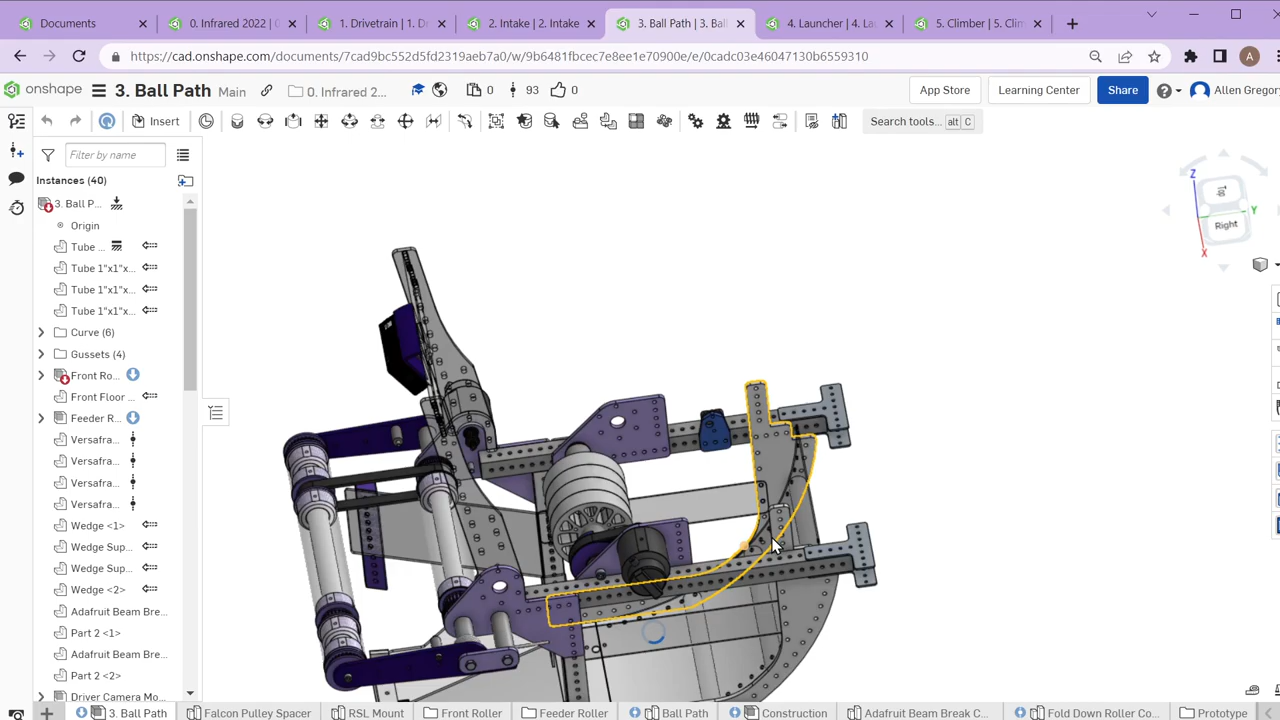 Documents
0. Infrared 2022 |
1. Drivetrain | 1. D
2. Intake | 2. Intake
3. Ball Path | 3. Bal
4. Launcher | 4. Lau
5. Climber | 5. Clim
https://cad.onshape.com/documents/7cad9bc552d5fd2319aeb7a0/w/9b6481fbcec7e8e31e70900e/e/0cadc03e46047130b6559310
A
onshape
3. Ball Path
Main
0. Infrared 2...
0
93
0
App Store
Learning Center
Share
Allen Gregory
Insert
Search tools...
alt
C
Filter by name
Instances (40)
3. Ball P...
Origin
Tube ...
Tube 1"x1"x...
Tube 1"x1"x...
Tube 1"x1"x...
Curve (6)
Gussets (4)
Front Ro...
Front Floor ...
Feeder R...
Versafra...
Versafra...
Versafra...
Versafra...
Wedge <1>
Wedge Sup...
Wedge Sup...
Wedge <2>
Adafruit Beam Bre...
Part 2 <1>
Adafruit Beam Bre...
Part 2 <2>
Driver Camera Mo...
Z
Y
Right
X
3. Ball Path
Falcon Pulley Spacer
RSL Mount
Front Roller
Feeder Roller
Ball Path
Construction
Adafruit Beam Break C...
Fold Down Roller Co...
Prototype